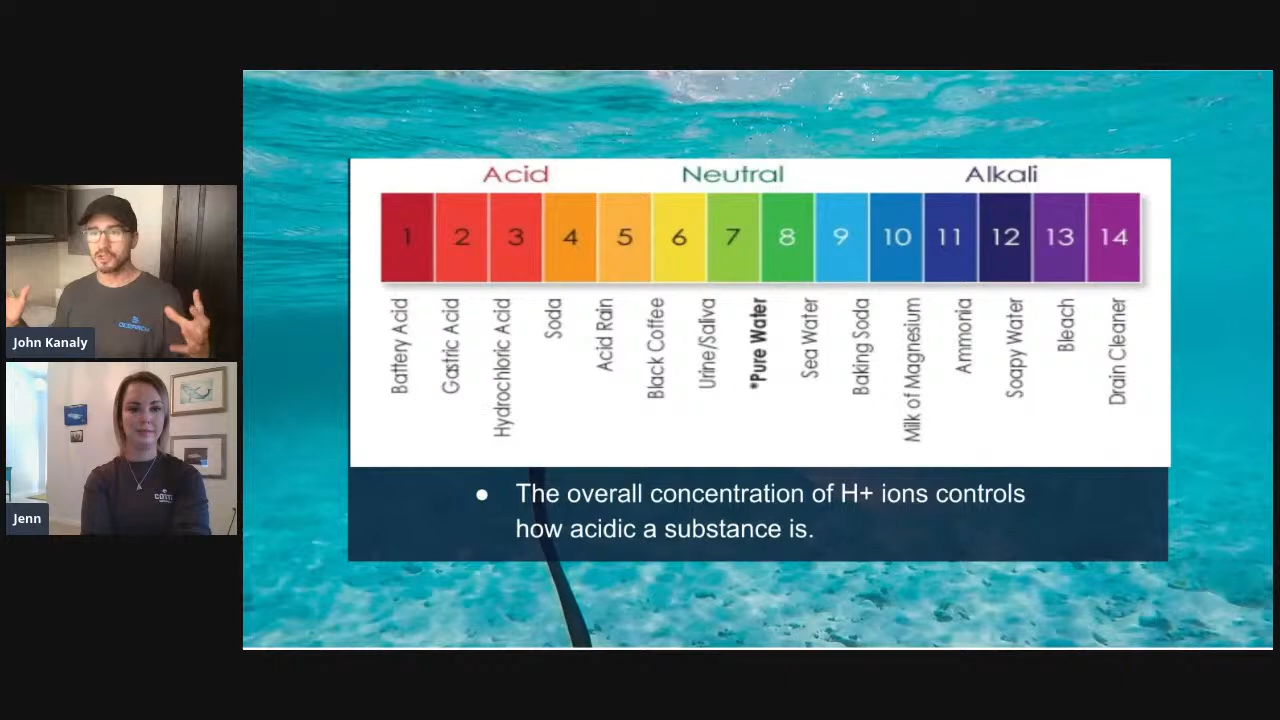 Acid Neutral Alkali
1 2 3 4 5 6 7 8 9 10 11 12 13 14
Battery Acid
Gastric Acid
Hydrochloric Acid
Soda
Acid Rain
Black Coffee
Urine/Saliva
*Pure Water
Sea Water
Baking Soda
Milk of Magnesium
Ammonia
Soapy Water
Bleach
Drain Cleaner
● The overall concentration of H+ ions controls
how acidic a substance is.
John Kanaly
Jenn